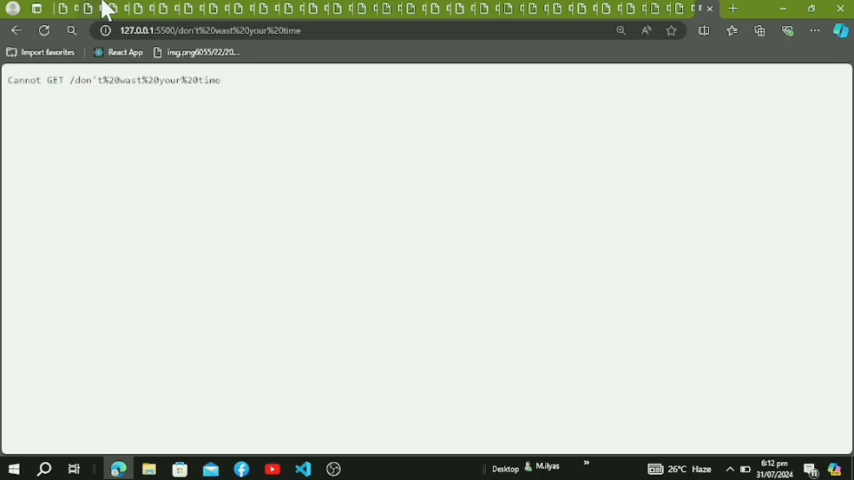 127.0.0.1:5500/don't%20wast%20your%20time
Import favorites
React App
img.png6055/22/20...
Cannot GET /don't%20wast%20your%20time
Desktop
M.ilyas
26°C Haze
6:12 pm
31/07/2024